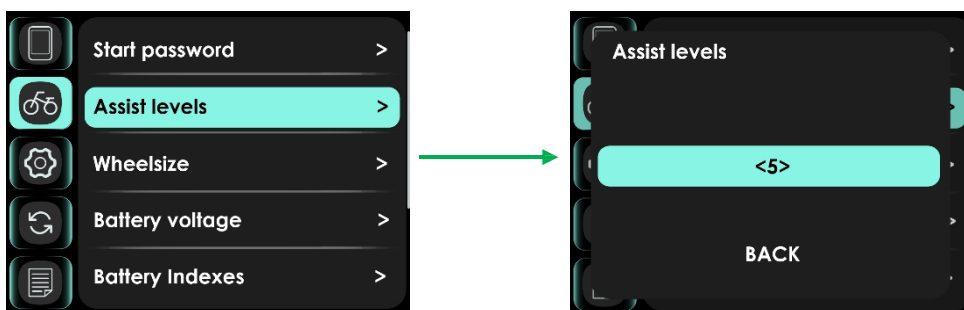 Start password >
Assist levels >
Wheelsize >
Battery voltage >
Battery Indexes >
Assist levels
<5>
BACK